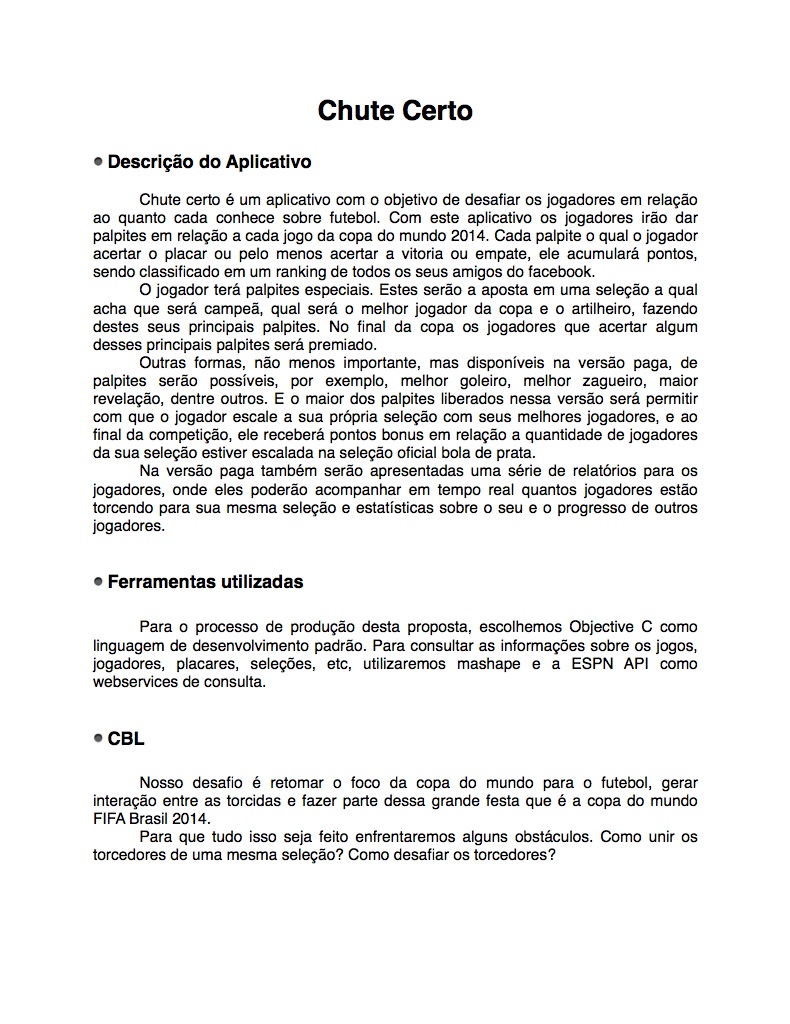 Chute Certo
Descrição do Aplicativo
Chute certo é um aplicativo com o objetivo de desafiar os jogadores em relação
ao quanto cada conhece sobre futebol. Com este aplicativo os jogadores irão dar
palpites em relação a cada jogo da copa do mundo 2014. Cada palpite o qual o jogador
acertar o placar ou pelo menos acertar a vitoria ou empate, ele acumulará pontos,
sendo classificado em um ranking de todos os seus amigos do facebook.
O jogador terá palpites especiais. Estes serão a aposta em uma seleção a qual
acha que será campeã, qual será o melhor jogador da copa e o artilheiro, fazendo
destes seus principais palpites. No final da copa os jogadores que acertar algum
desses principais palpites será premiado.
Outras formas, não menos importante, mas disponíveis na versão paga, de
palpites serão possíveis, por exemplo, melhor goleiro, melhor zagueiro, maior
revelação, dentre outros. E o maior dos palpites liberados nessa versão será permitir
com que o jogador escale a sua própria seleção com seus melhores jogadores, e ao
final da competição, ele receberá pontos bonus em relação a quantidade de jogadores
da sua seleção estiver escalada na seleção oficial bola de prata.
Na versão paga também serão apresentadas uma série de relatórios para os
jogadores, onde eles poderão acompanhar em tempo real quantos jogadores estão
torcendo para sua mesma seleção e estatísticas sobre o seu e o progresso de outros
jogadores.
Ferramentas utilizadas
Para o processo de produção desta proposta, escolhemos Objective C como
linguagem de desenvolvimento padrão. Para consultar as informações sobre os jogos,
jogadores, placares, seleções, etc, utilizaremos mashape e a ESPN API como
webservices de consulta.
CBL
Nosso desafio é retomar o foco da copa do mundo para o futebol, gerar
interação entre as torcidas e fazer parte dessa grande festa que é a copa do mundo
FIFA Brasil 2014.
Para que tudo isso seja feito enfrentaremos alguns obstáculos. Como unir os
torcedores de uma mesma seleção? Como desafiar os torcedores?